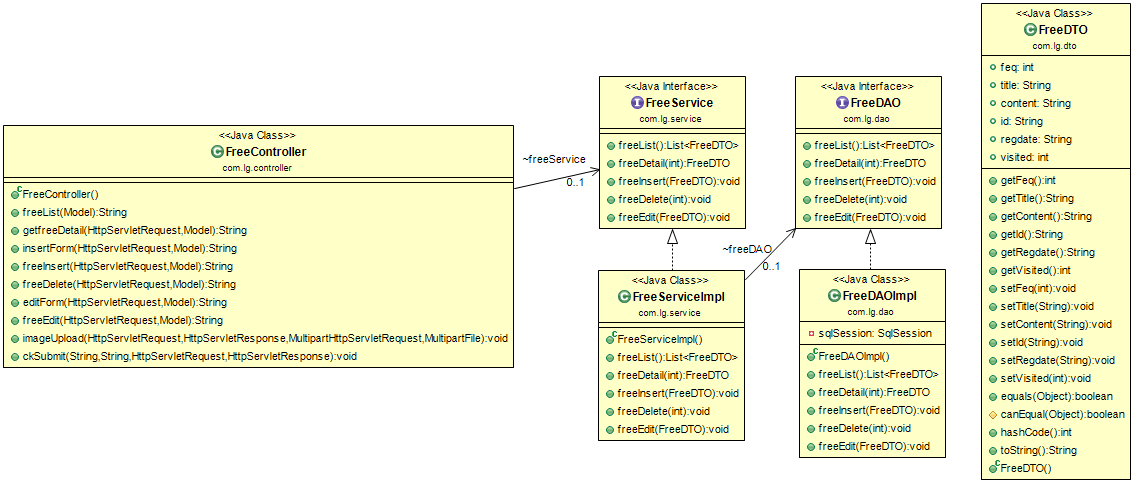 <<Java Class>>
FreeController
com.lg.controller
FreeController()
freeList(Model):String
getfreeDetail(HttpServletRequest,Model):String
insertForm(HttpServletRequest,Model):String
freeInsert(HttpServletRequest,Model):String
freeDelete(HttpServletRequest,Model):String
editForm(HttpServletRequest,Model):String
freeEdit(HttpServletRequest,Model):String
imageUpload(HttpServletRequest,HttpServletResponse,MultipartHttpServletRequest,MultipartFile):void
ckSubmit(String,String,HttpServletRequest,HttpServletResponse):void
~freeService
0..1
<<Java Interface>>
FreeService
com.lg.service
freeList():List<FreeDTO>
freeDetail(int):FreeDTO
freeInsert(FreeDTO):void
freeDelete(int):void
freeEdit(FreeDTO):void
<<Java Class>>
FreeServiceImpl
com.lg.service
FreeServiceImpl()
freeList():List<FreeDTO>
freeDetail(int):FreeDTO
freeInsert(FreeDTO):void
freeDelete(int):void
freeEdit(FreeDTO):void
~freeDAO
0..1
<<Java Interface>>
FreeDAO
com.lg.dao
freeList():List<FreeDTO>
freeDetail(int):FreeDTO
freeInsert(FreeDTO):void
freeDelete(int):void
freeEdit(FreeDTO):void
<<Java Class>>
FreeDAOImpl
com.lg.dao
sqlSession: SqlSession
FreeDAOImpl()
freeList():List<FreeDTO>
freeDetail(int):FreeDTO
freeInsert(FreeDTO):void
freeDelete(int):void
freeEdit(FreeDTO):void
<<Java Class>>
FreeDTO
com.lg.dto
feq: int
title: String
content: String
id: String
regdate: String
visited: int
getFeq():int
getTitle():String
getContent():String
getId():String
getRegdate():String
getVisited():int
setFeq(int):void
setTitle(String):void
setContent(String):void
setId(String):void
setRegdate(String):void
setVisited(int):void
equals(Object):boolean
canEqual(Object):boolean
hashCode():int
toString():String
FreeDTO()